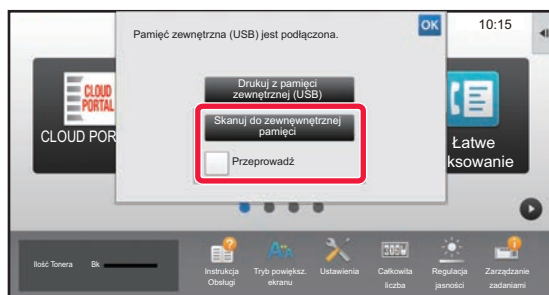 Pamięć zewnętrzna (USB) jest podłączona.
OK
10:15
Drukuj z pamięci
zewnętrznej (USB)
Skanuj do zewnęwnętrznej
pamięci
Przeprowadź
CLOUD
PORTAL
CLOUD POR
Łatwe
ksowanie
Ilość Tonera
Bk
Instrukcja
Obsługi
Tryb powiększ.
ekranu
Ustawienia
Całkowita
liczba
Regulacja
jasności
Zarządzanie
zadaniami